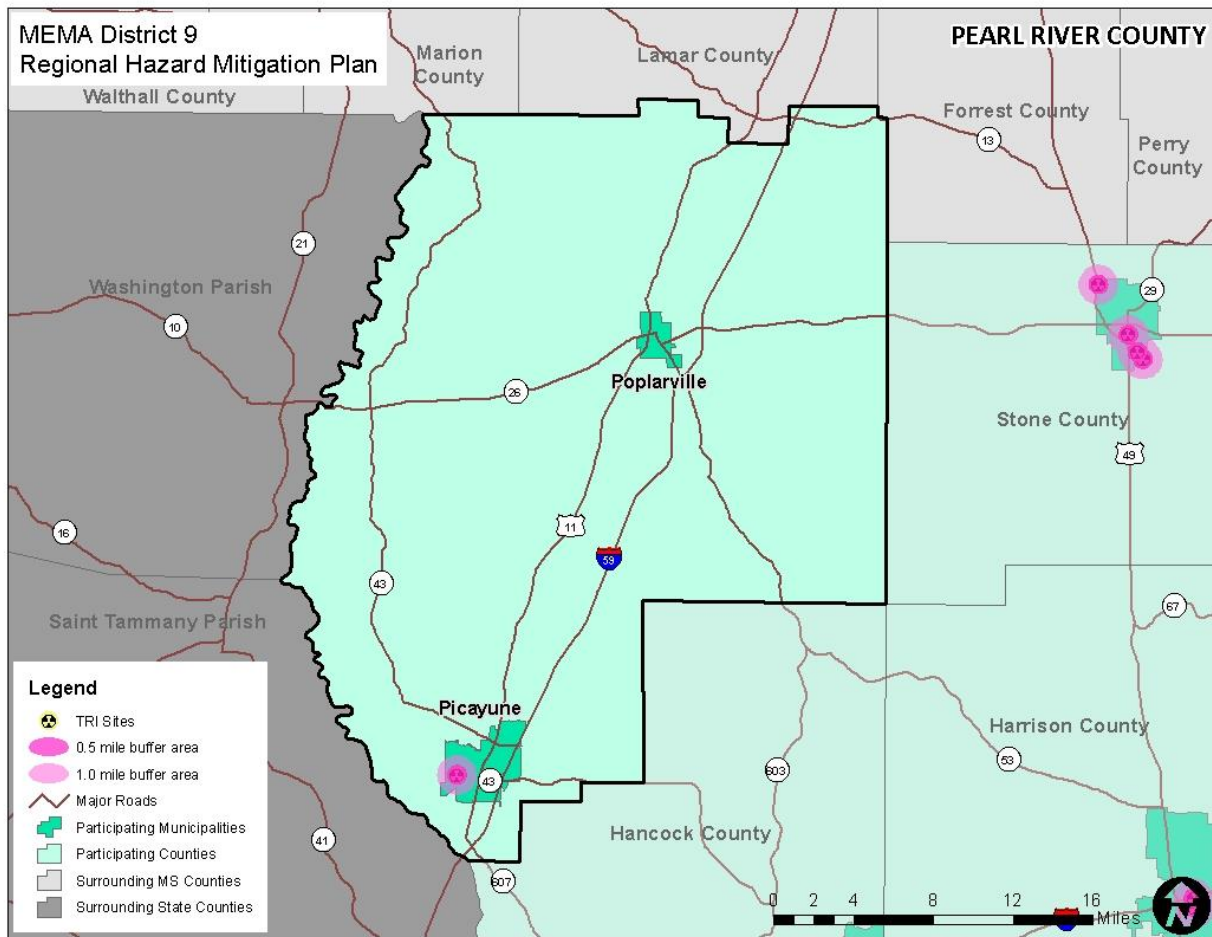 MEMA District 9
Regional Hazard Mitigation Plan
PEARL RIVER COUNTY
Marion
County
Lamar County
Walthall County
Forrest County
13
Perry
County
21
Washington Parish
10
29
Poplarville
26
Stone County
49
16
11
59
43
67
Saint Tammany Parish
Picayune
Harrison County
53
603
43
Hancock County
41
607
Legend
TRI Sites
0.5 mile buffer area
1.0 mile buffer area
Major Roads
Participating Municipalities
Participating Counties
Surrounding MS Counties
Surrounding State Counties
0 2 4 8 12 16
Miles
N